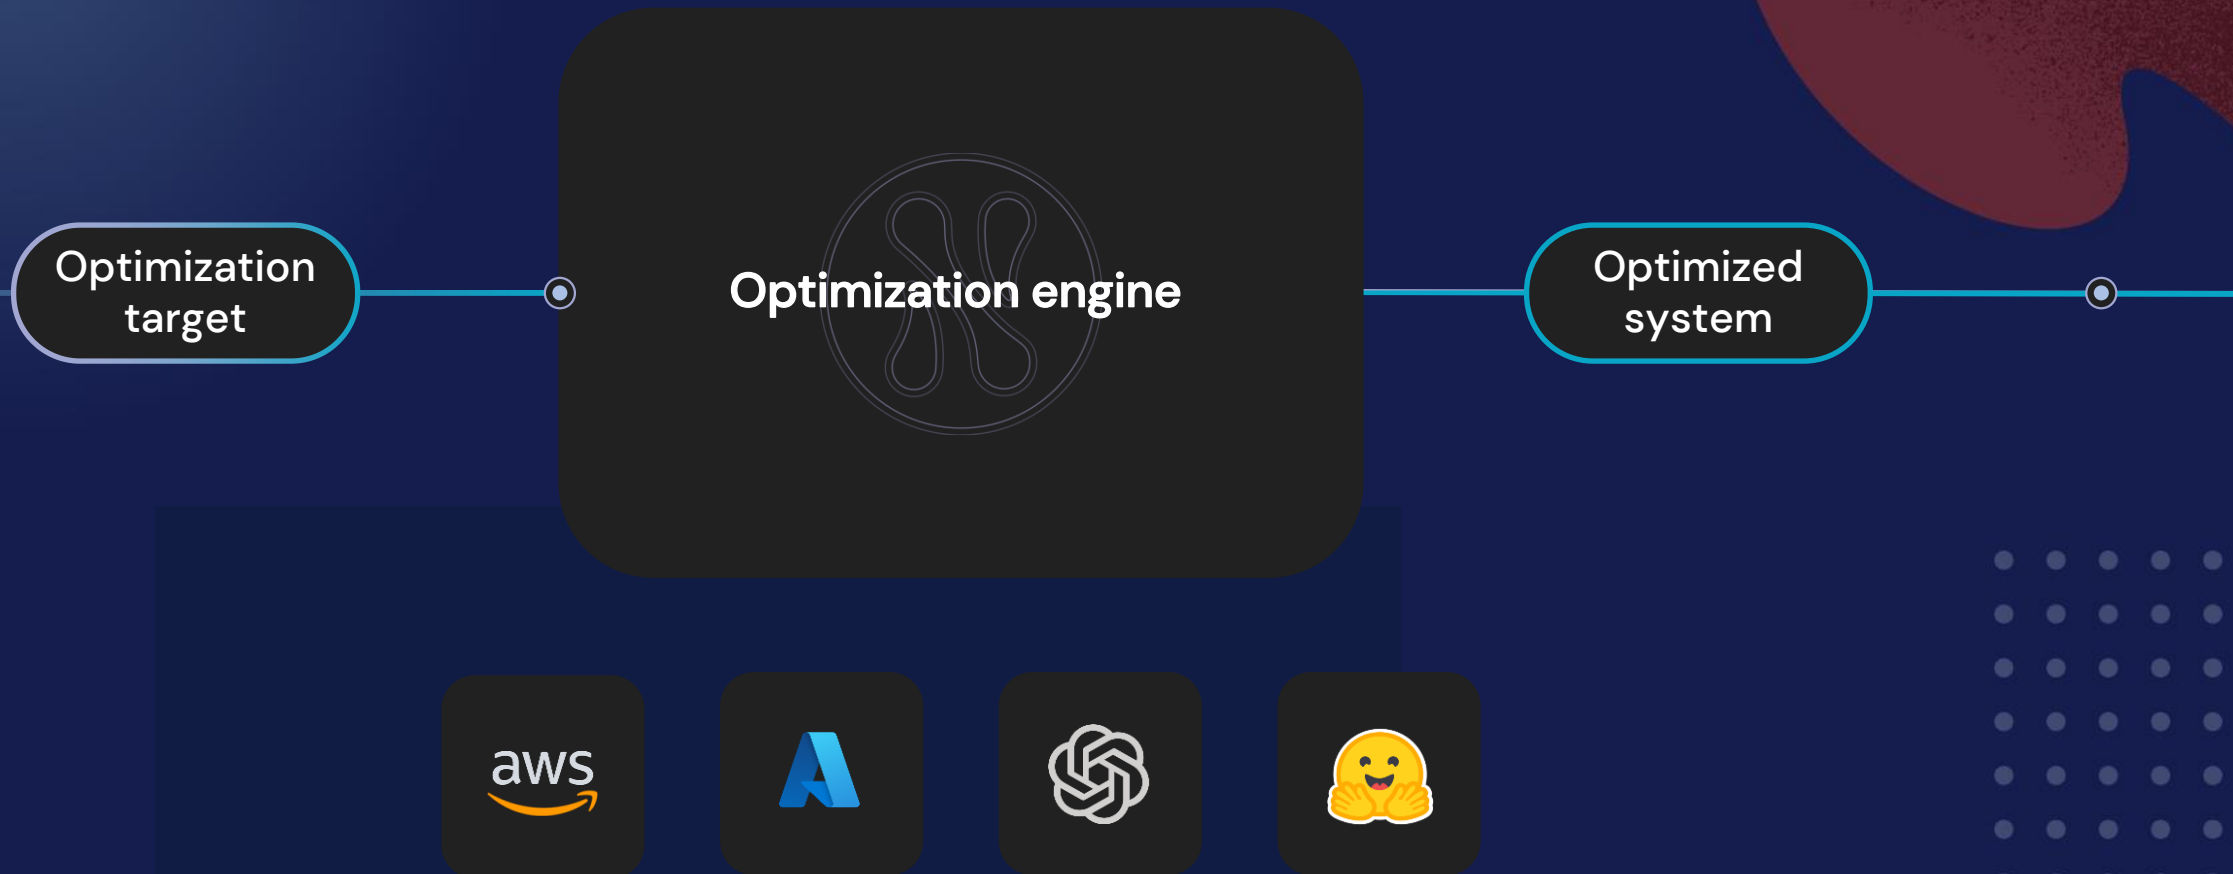 Optimization
target
Optimization engine
Optimized
system
aws